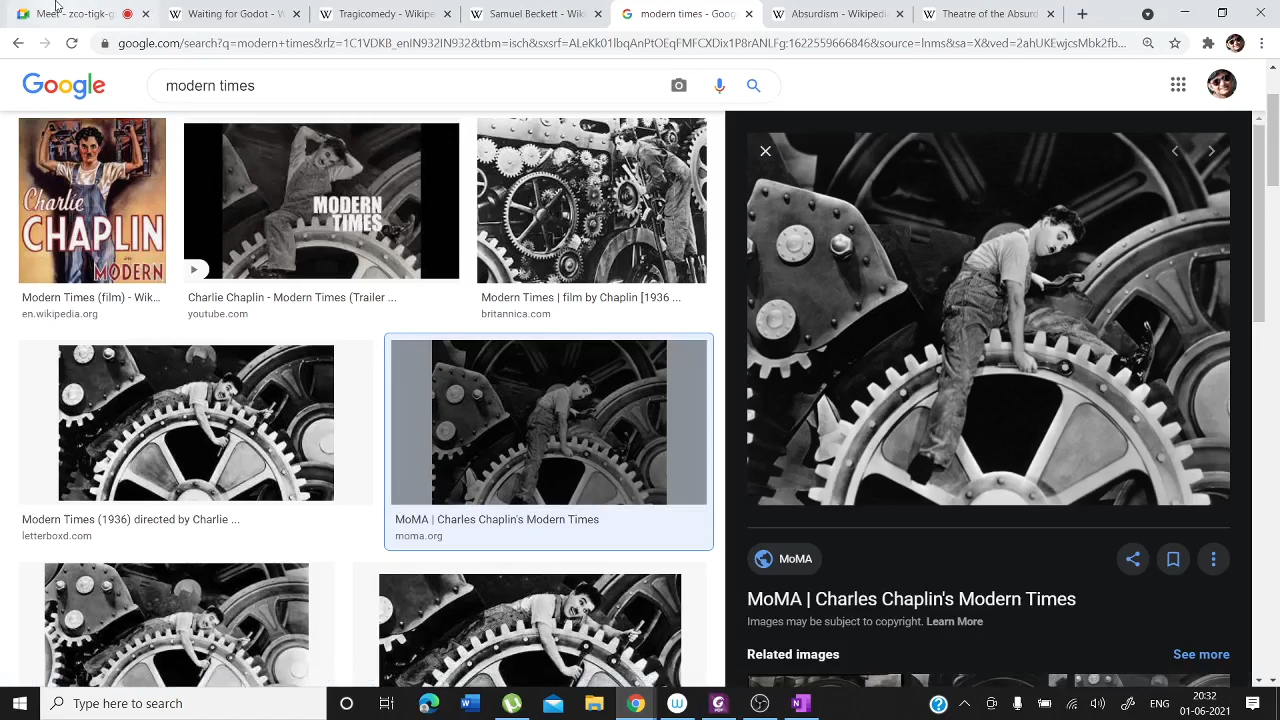 Meet - zco-tigh-
Waiting for Godot - W
Tragicomedy - Wikipedi
Samuel Beckett - Wikip
modern times - Google
Absurdism - Wikipedia
Theatre of the Absurd
google.com/search?q=modern+times&rlz=1C1VDKB_enIN932IN932&tbm=isch&sxsrf=ALeKk01lbqAnPtOEqFMFCXDix1P8rANLFg:1622559666846&source=lnms&sa=X&ved=2ahUKEwjcsMbk2fb...
Google
modern times
Charlie
CHAPLIN
MODERN
MODERN
TIMES
Modern Times (film) - Wik...
en.wikipedia.org
Charlie Chaplin - Modern Times (Trailer ...
youtube.com
Modern Times | film by Chaplin [1936 ...
britannica.com
Modern Times (1936) directed by Charlie ...
letterboxd.com
MoMA | Charles Chaplin's Modern Times
moma.org
MoMA
MoMA | Charles Chaplin's Modern Times
Images may be subject to copyright. Learn More
Related images
See more
Type here to search
ENG
20:32
01-06-2021